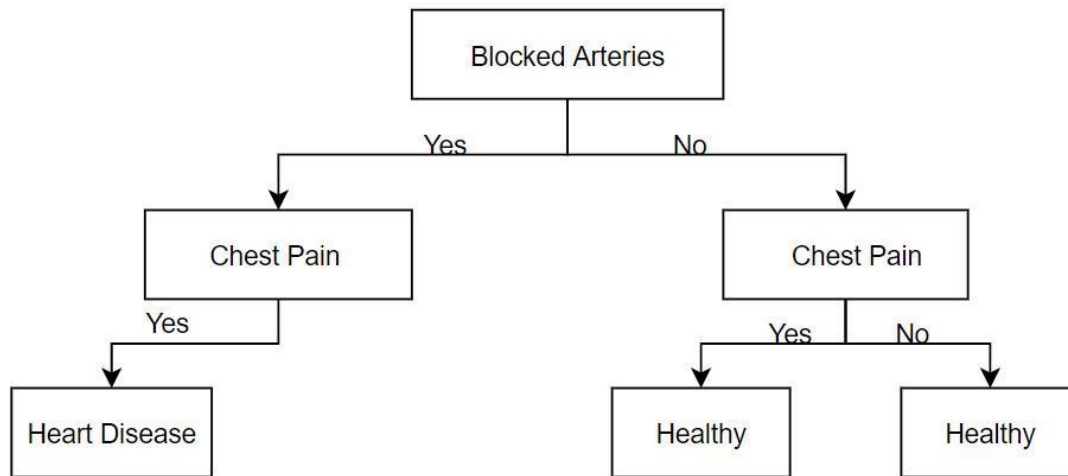 Blocked Arteries
Yes
No
Chest Pain
Chest Pain
Yes
Yes
No
Heart Disease
Healthy
Healthy